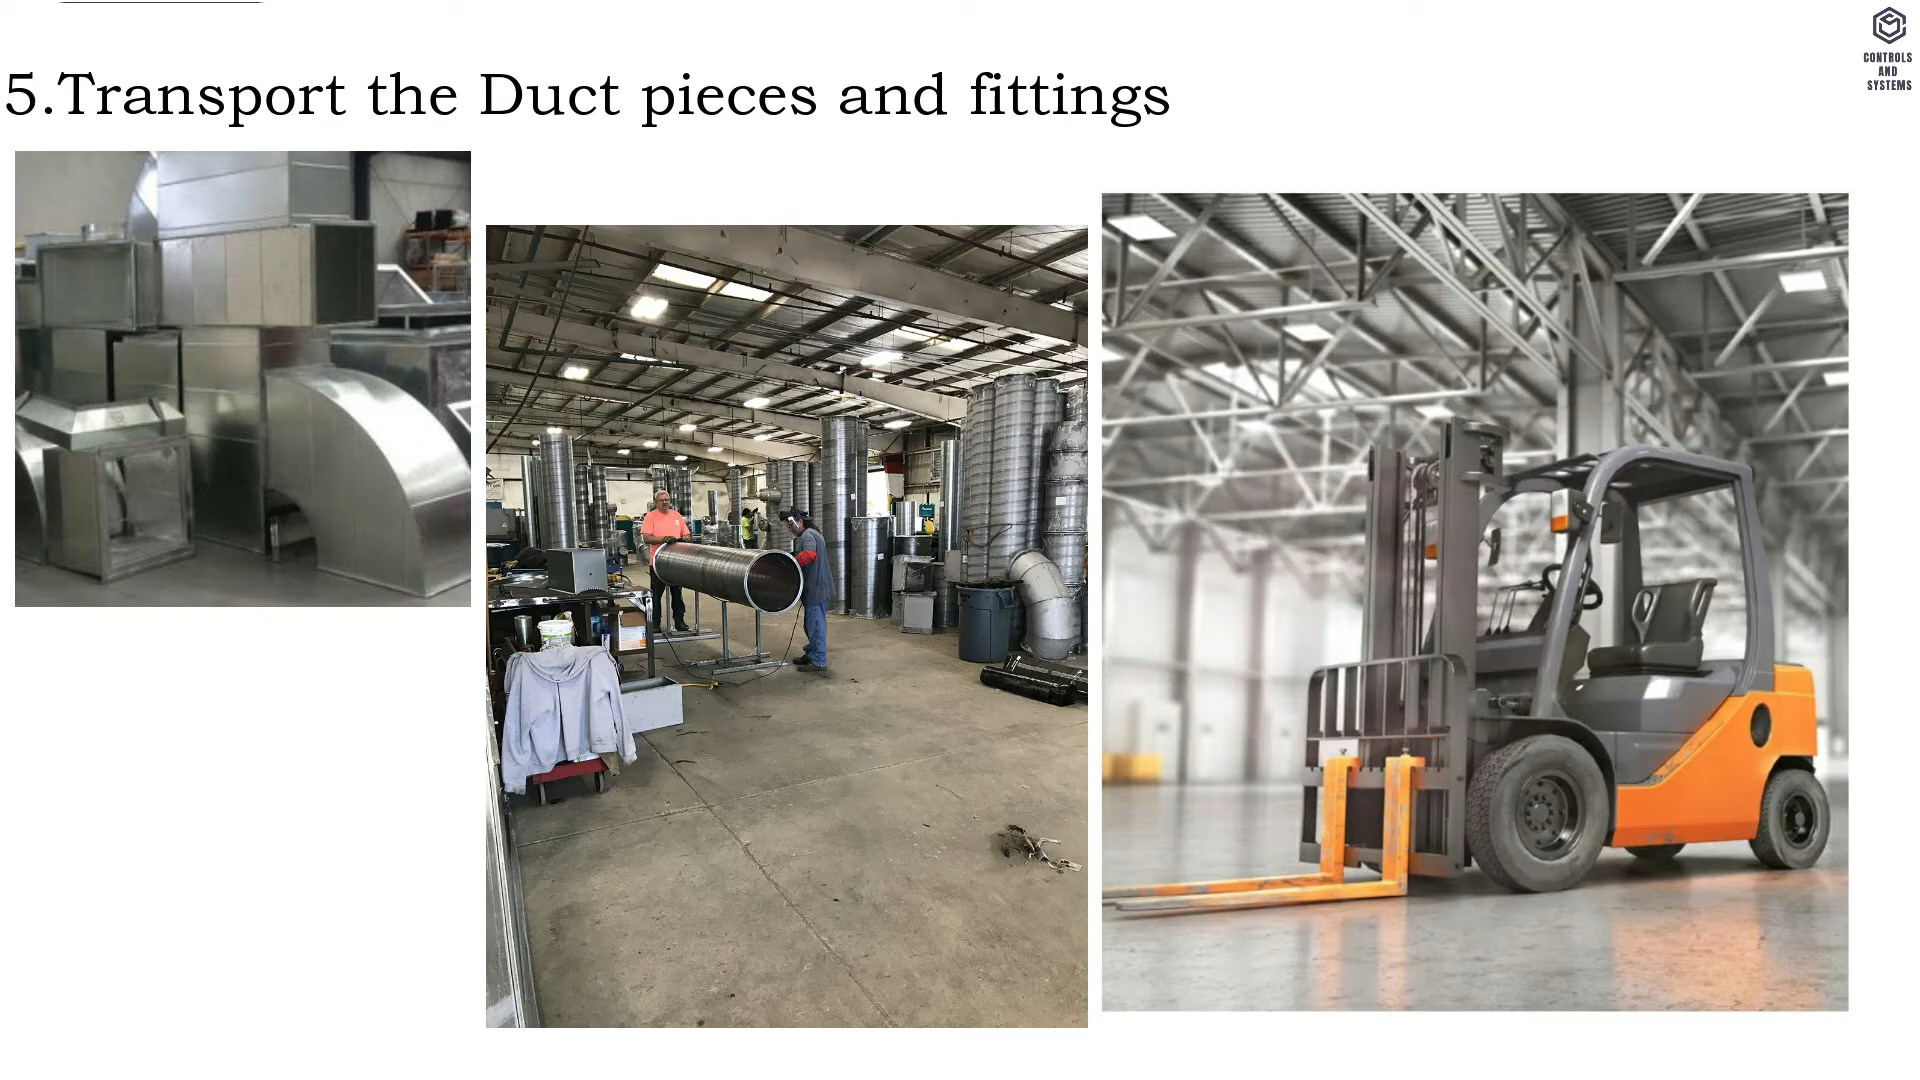 5.Transport the Duct pieces and fittings
CONTROLS
AND
SYSTEMS